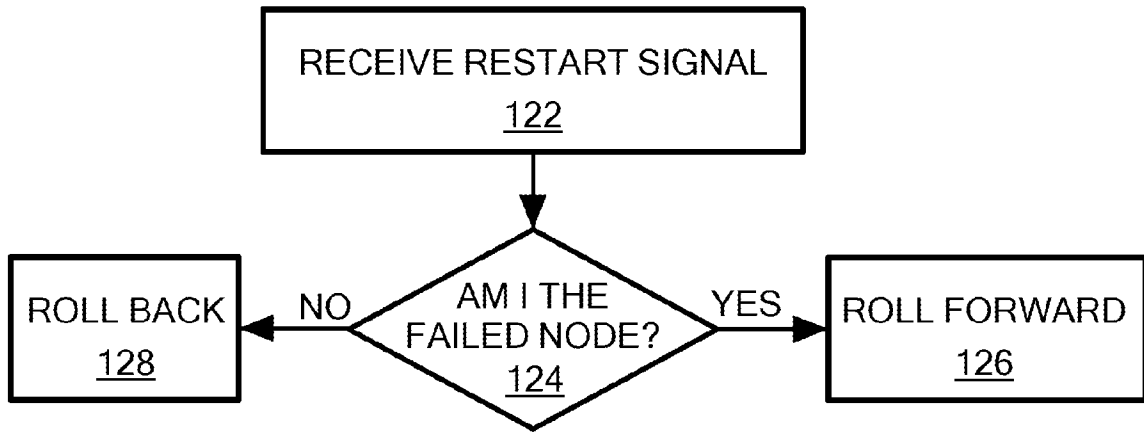 RECEIVE RESTART SIGNAL
122
AM I THE
FAILED NODE?
124
NO
YES
ROLL BACK
128
ROLL FORWARD
126